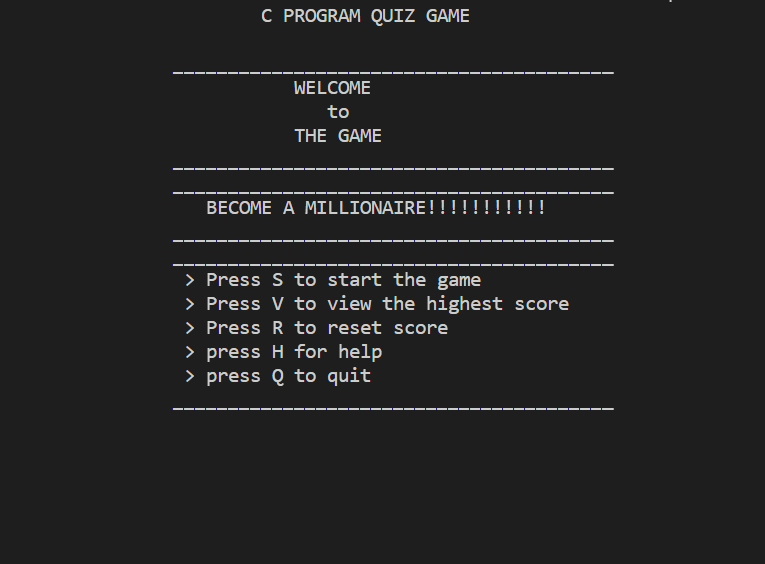 C PROGRAM QUIZ GAME
________________________________________
WELCOME
to
THE GAME
________________________________________
________________________________________
BECOME A MILLIONAIRE!!!!!!!!!!!
________________________________________
________________________________________
> Press S to start the game
> Press V to view the highest score
> Press R to reset score
> press H for help
> press Q to quit
________________________________________